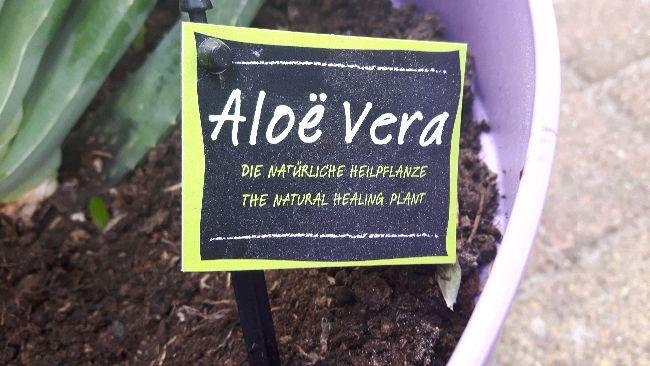 Aloë Vera
DIE NATÜRLICHE HEILPFLANZE
THE NATURAL HEALING PLANT